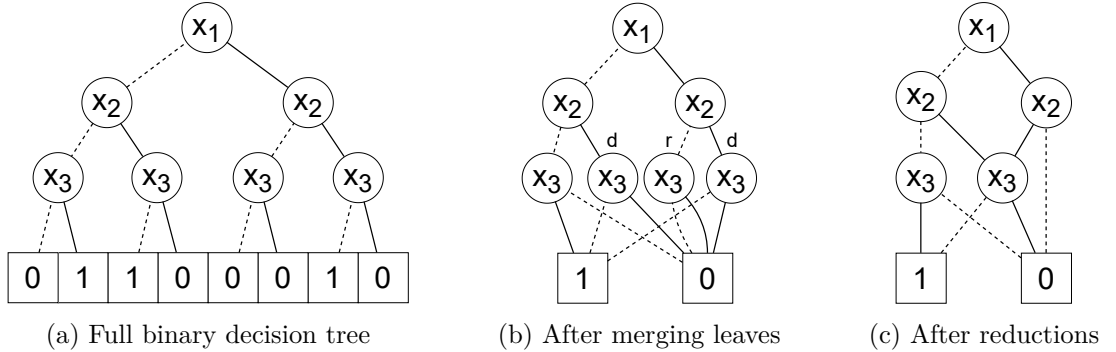 x1 x1 x1
x2 x2 x2 x2 x2 x2
d r d
x3 x3 x3 x3 x3 x3 x3 x3 x3 x3
0 1 1 0 0 0 1 0 1 0 1 0
(a) Full binary decision tree (b) After merging leaves (c) After reductions